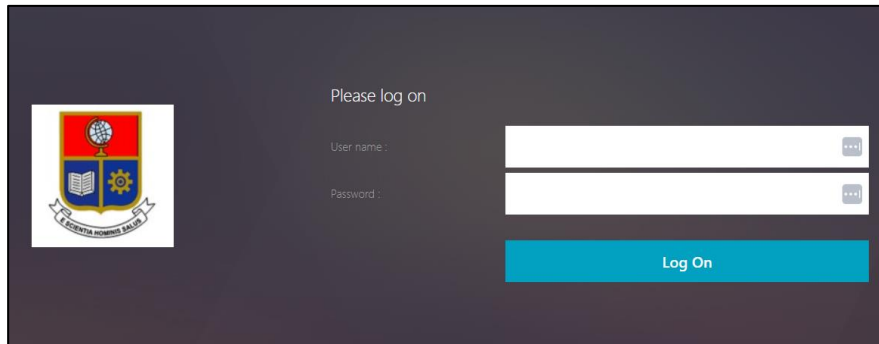 Please log on
User name :
Password :
Log On
E SCIENTIA HOMINIS SALUS